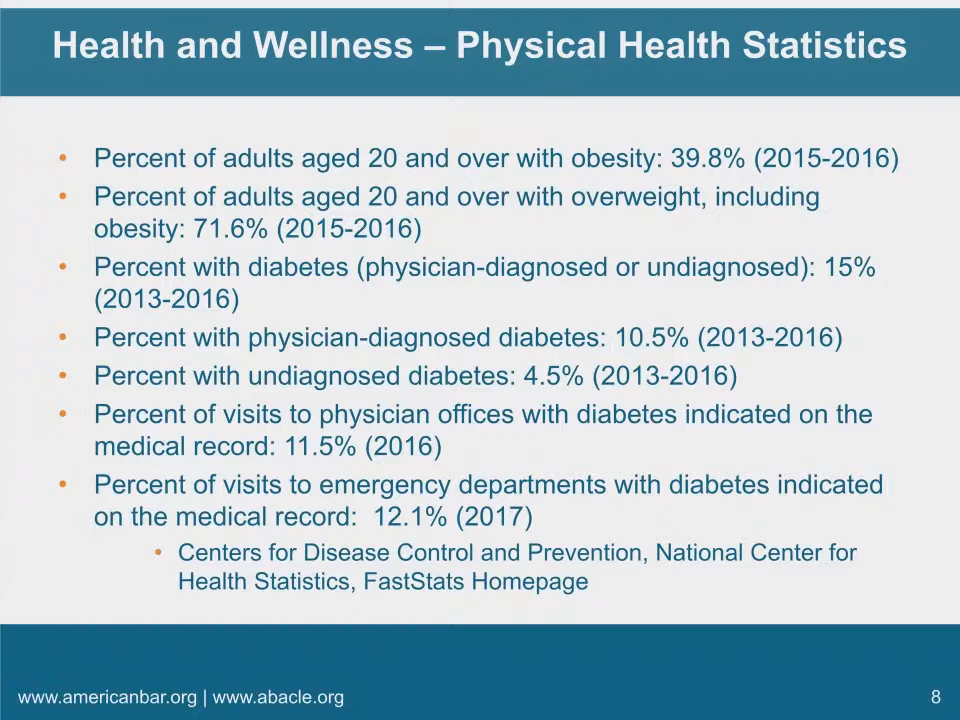 Health and Wellness – Physical Health Statistics
• Percent of adults aged 20 and over with obesity: 39.8% (2015-2016)
• Percent of adults aged 20 and over with overweight, including
obesity: 71.6% (2015-2016)
• Percent with diabetes (physician-diagnosed or undiagnosed): 15%
(2013-2016)
• Percent with physician-diagnosed diabetes: 10.5% (2013-2016)
• Percent with undiagnosed diabetes: 4.5% (2013-2016)
• Percent of visits to physician offices with diabetes indicated on the
medical record: 11.5% (2016)
• Percent of visits to emergency departments with diabetes indicated
on the medical record:  12.1% (2017)
• Centers for Disease Control and Prevention, National Center for
Health Statistics, FastStats Homepage
www.americanbar.org | www.abacle.org
8